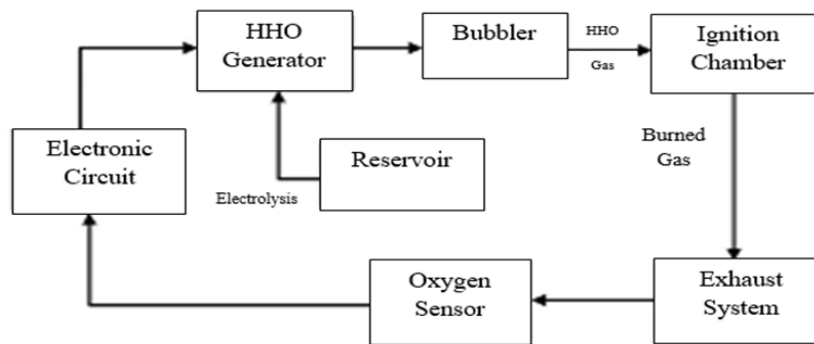 HHO
Generator
Bubbler
HHO
Gas
Ignition
Chamber
Electronic
Circuit
Reservoir
Electrolysis
Burned
Gas
Oxygen
Sensor
Exhaust
System